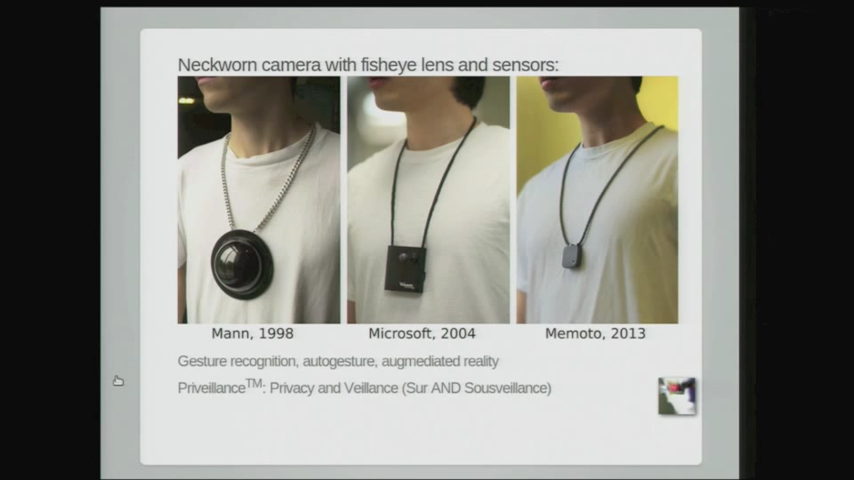 Neckworn camera with fisheye lens and sensors:
Mann, 1998
Microsoft, 2004
Memoto, 2013
Gesture recognition, autogesture, augmediated reality
Priveillance™: Privacy and Veillance (Sur AND Sousveillance)